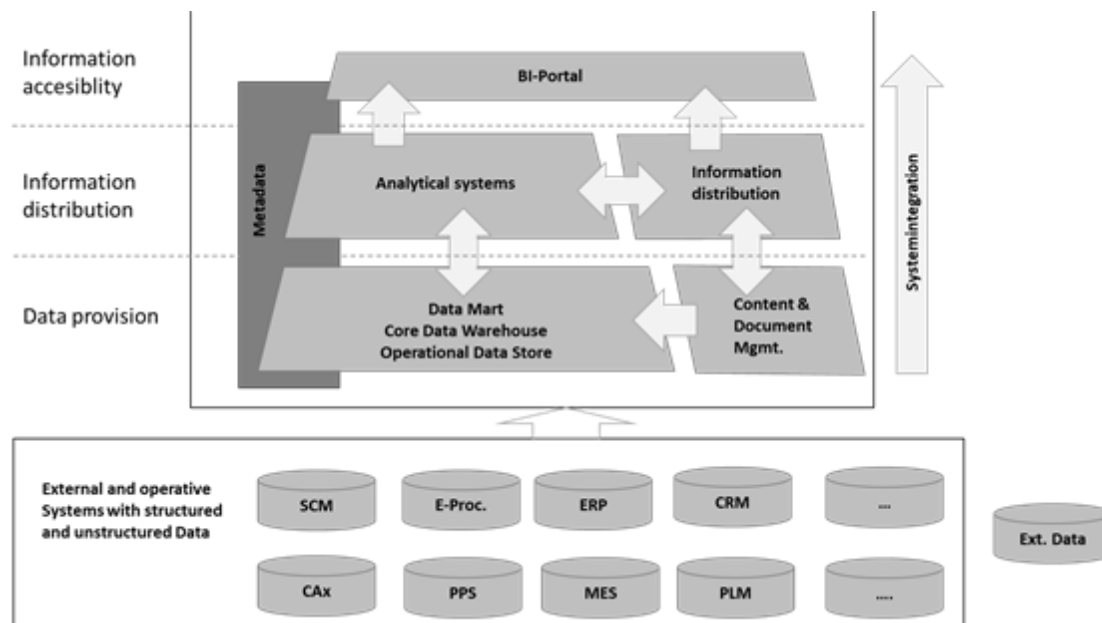 Information
accesiblity
BI-Portal
Metadata
Information
distribution
Analytical systems
Information
distribution
Systemintegration
Data provision
Data Mart
Core Data Warehouse
Operational Data Store
Content &
Document
Mgmt.
External and operative
Systems with structured
and unstructured Data
SCM
E-Proc.
ERP
CRM
...
Ext. Data
CAx
PPS
MES
PLM
....